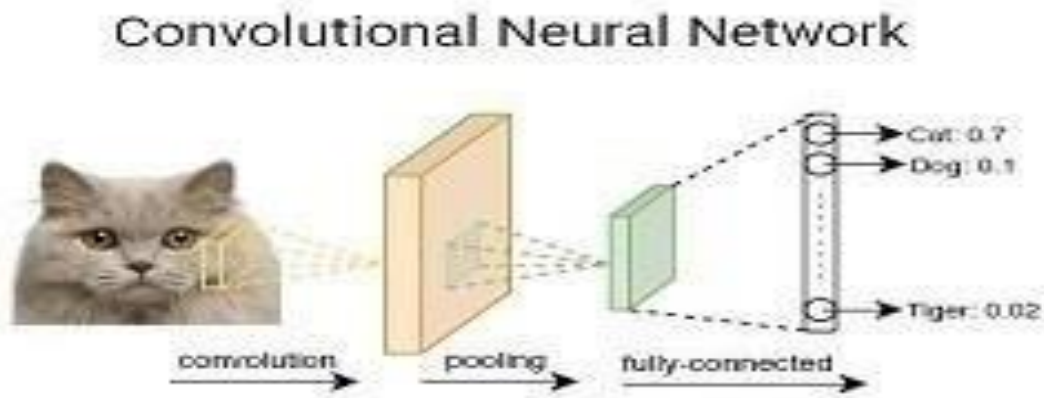 Convolutional Neural Network
Cat: 0.7
Dog: 0.1
Tiger: 0.02
convolution
pooling
fully-connected